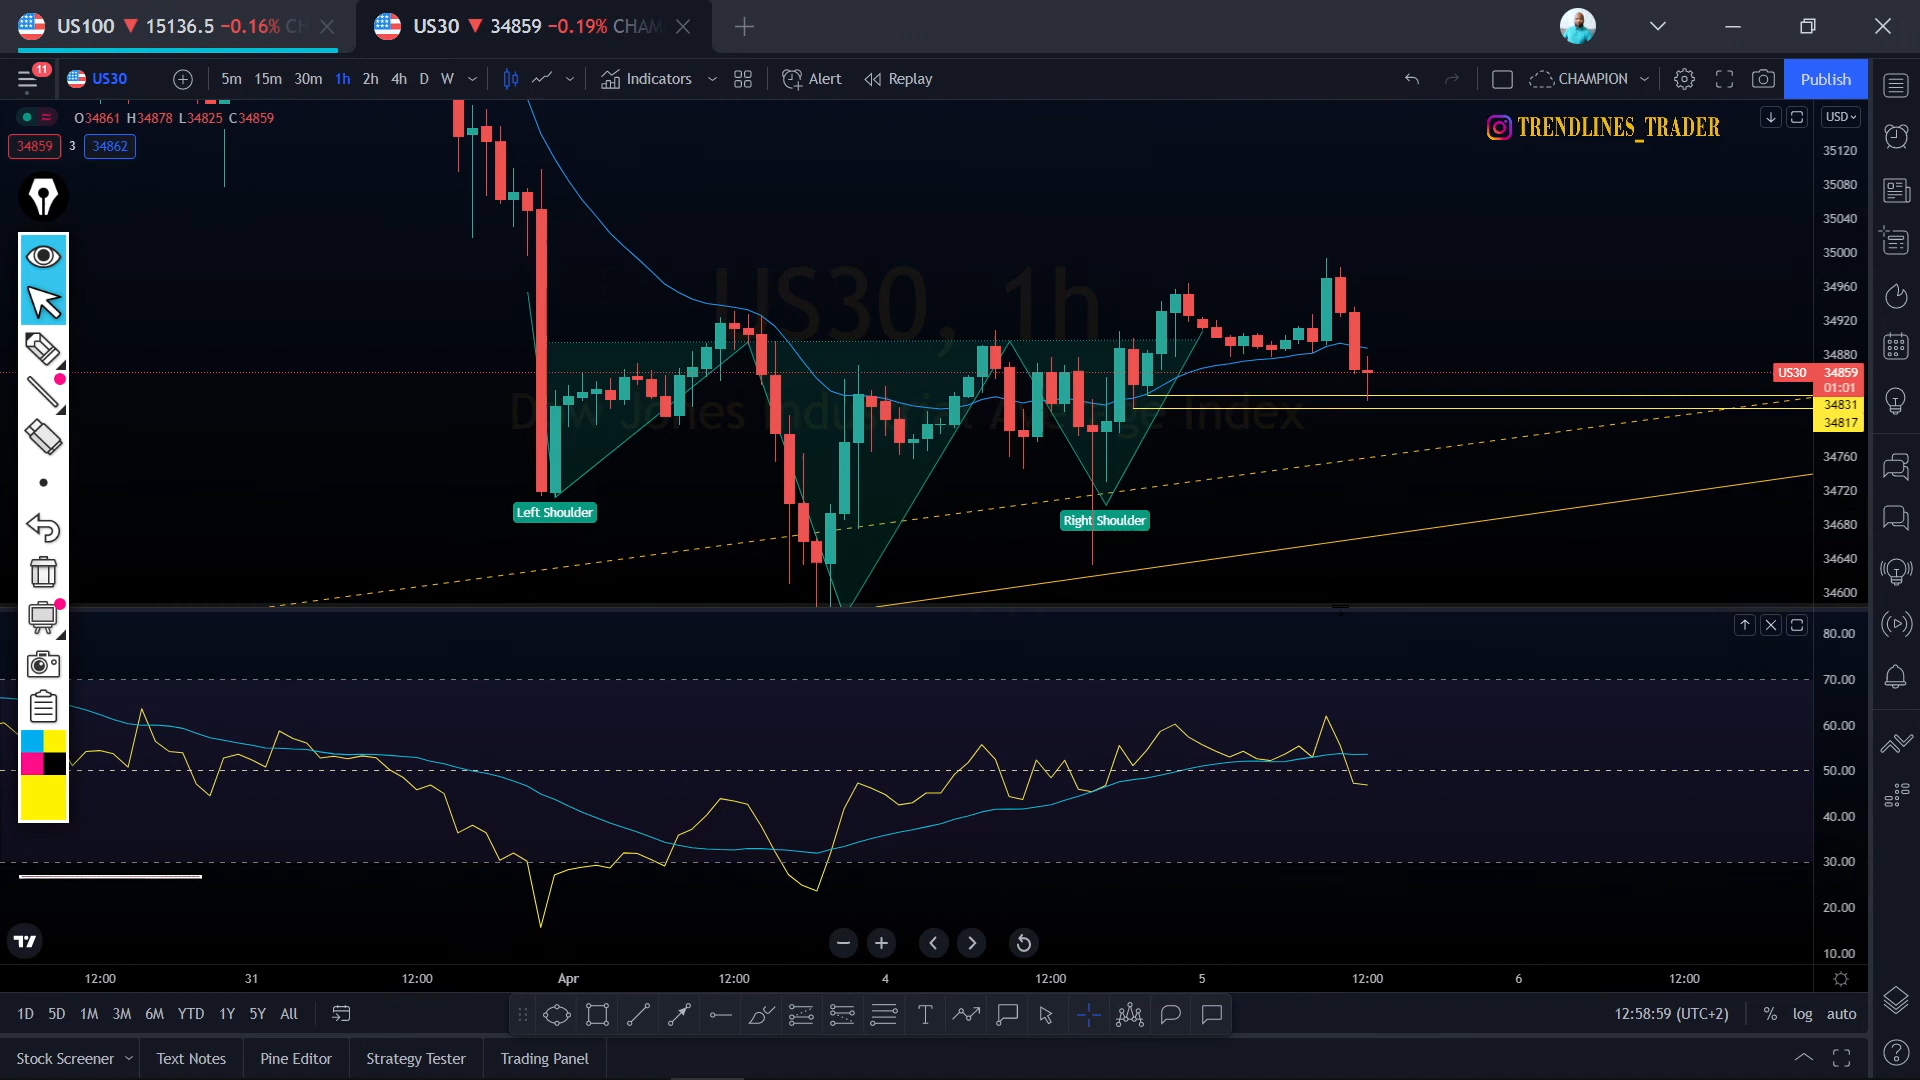 US100 ▼ 15136.5 −0.16% CH
US30 ▼ 34859 −0.19% CHAM
11
US30
5m 15m 30m 1h 2h 4h D W
Indicators
Alert
Replay
CHAMPION
Publish
O34861 H34878 L34825 C34859
34859 3 34862
TRENDLINES_TRADER
USD
US30, 1h
Dow Jones Industrial Average Index
Left Shoulder
Right Shoulder
35120
35080
35040
35000
34960
34920
34880
US30 34859
01:01
34831
34817
34760
34720
34680
34640
34600
80.00
70.00
60.00
50.00
40.00
30.00
20.00
10.00
12:00 31 12:00 Apr 12:00 4 12:00 5 12:00 6 12:00
1D 5D 1M 3M 6M YTD 1Y 5Y All
12:58:59 (UTC+2) % log auto
Stock Screener Text Notes Pine Editor Strategy Tester Trading Panel